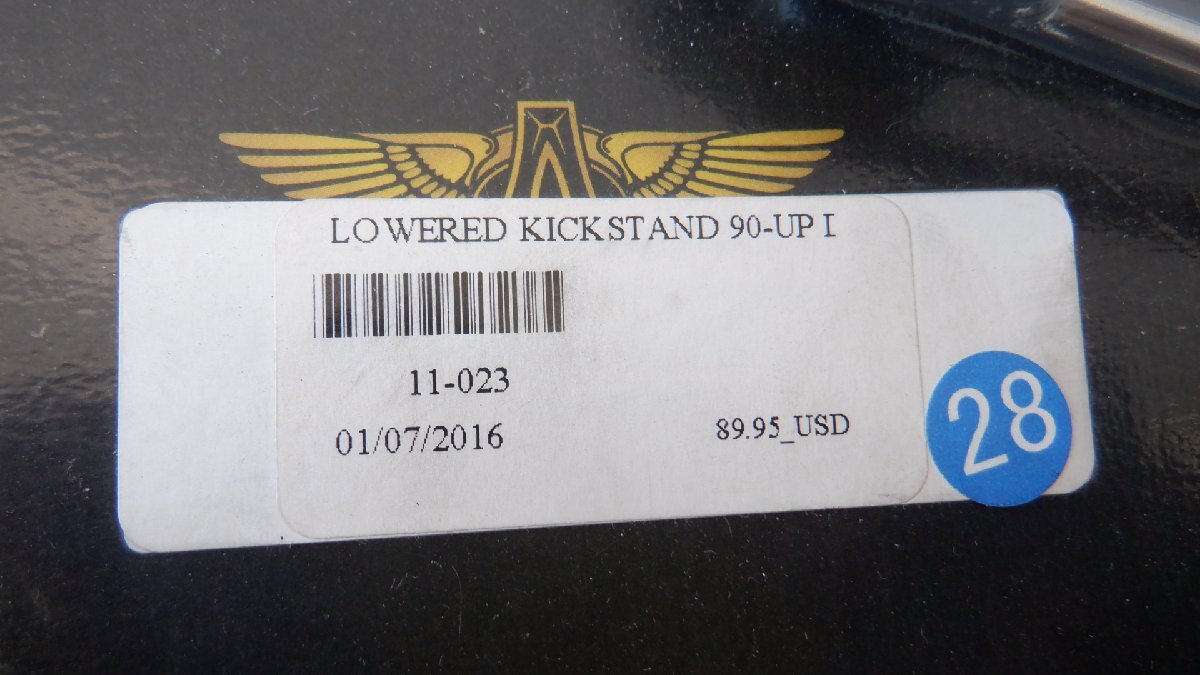 LOWERED KICKSTAND 90-UP I
11-023
01/07/2016
89.95_USD
28